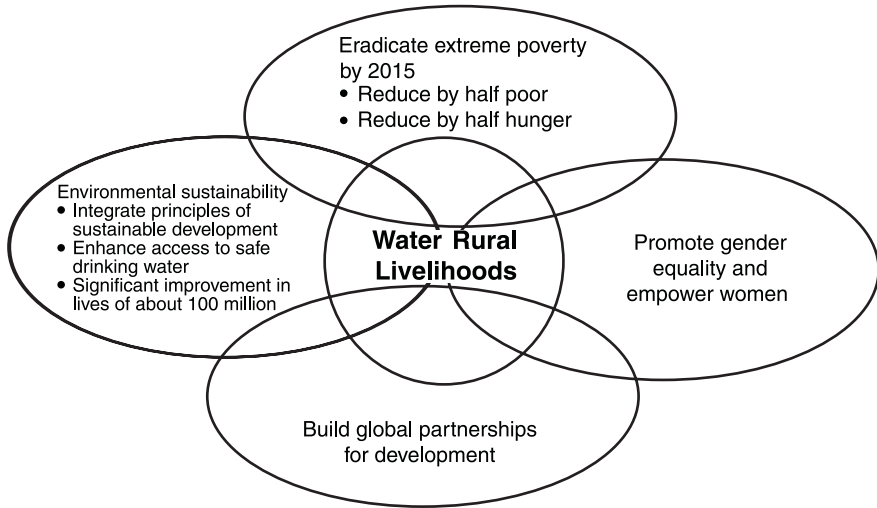 Eradicate extreme poverty
by 2015
• Reduce by half poor
• Reduce by half hunger
Environmental sustainability
• Integrate principles of
sustainable development
• Enhance access to safe
drinking water
• Significant improvement in
lives of about 100 million
Water Rural
Livelihoods
Promote gender
equality and
empower women
Build global partnerships
for development